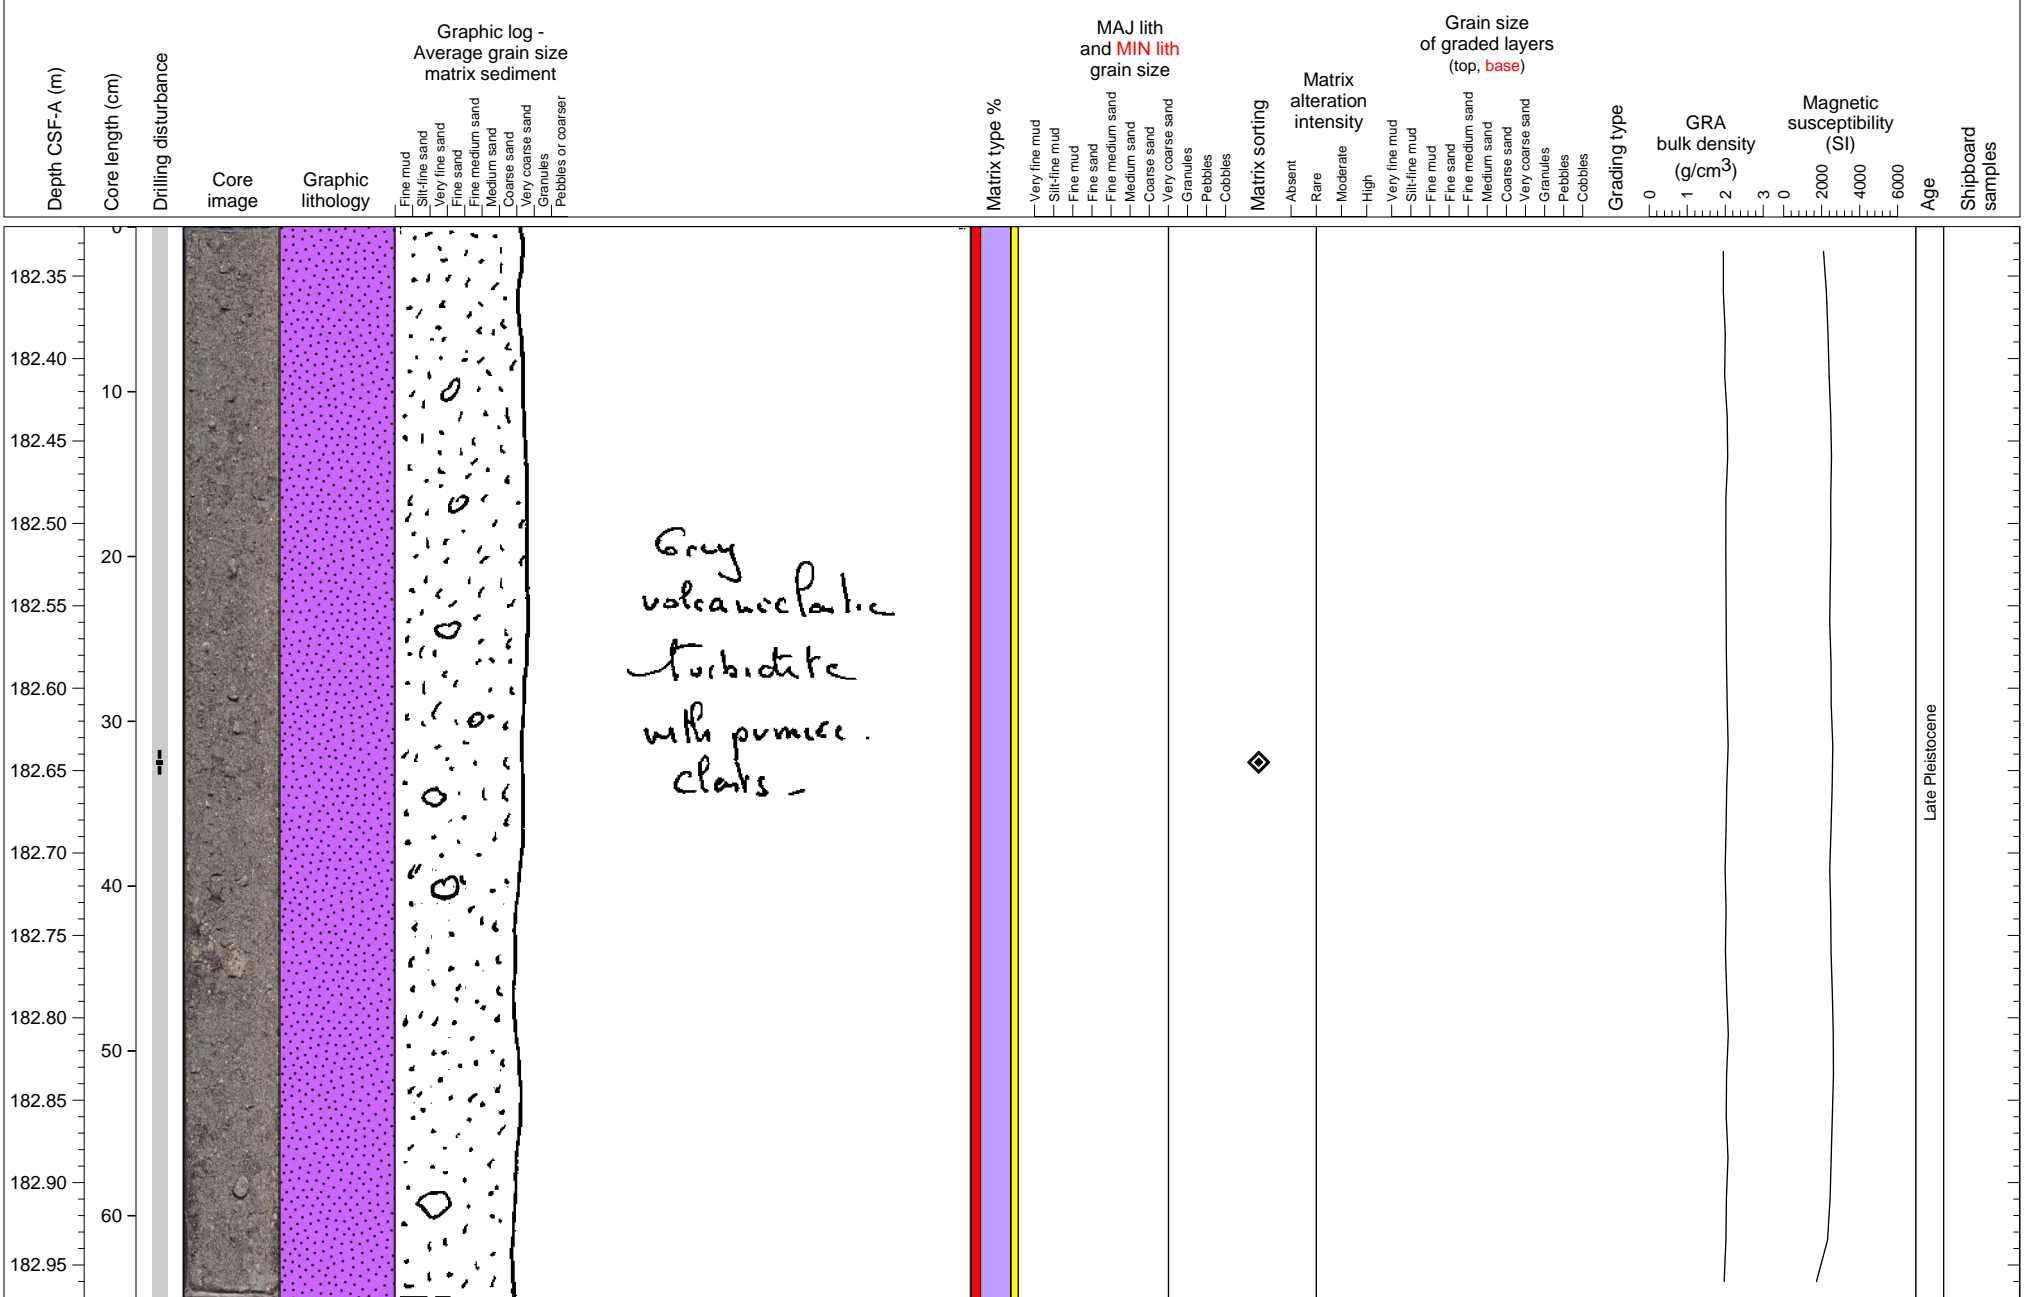 Graphic log -
Average grain size
matrix sediment
MAJ lith
and MIN lith
grain size
Grain size
of graded layers
(top, base)
Matrix
alteration
intensity
GRA
bulk density
(g/cm3)
Magnetic
susceptibility
(SI)
Depth CSF-A (m)
Core length (cm)
Drilling disturbance
Core
image
Graphic
lithology
Fine mud
Silt-fine sand
Very fine sand
Fine sand
Fine medium sand
Medium sand
Coarse sand
Very coarse sand
Granules
Pebbles or coarser
Matrix type %
Very fine mud
Silt-fine mud
Fine mud
Fine sand
Fine medium sand
Medium sand
Coarse sand
Very coarse sand
Granules
Pebbles
Cobbles
Matrix sorting
Absent
Rare
Moderate
High
Very fine mud
Silt-fine mud
Fine mud
Fine sand
Fine medium sand
Medium sand
Coarse sand
Very coarse sand
Granules
Pebbles
Cobbles
Grading type
0 1 2 3
0 2000 4000 6000
Age
Shipboard
samples
0
182.35
182.40
10
182.45
182.50
20
182.55
182.60
30
182.65
182.70
40
182.75
182.80
50
182.85
182.90
60
182.95
Grey
volcaniclastic
turbidite
with pumice.
clasts -
Late Pleistocene